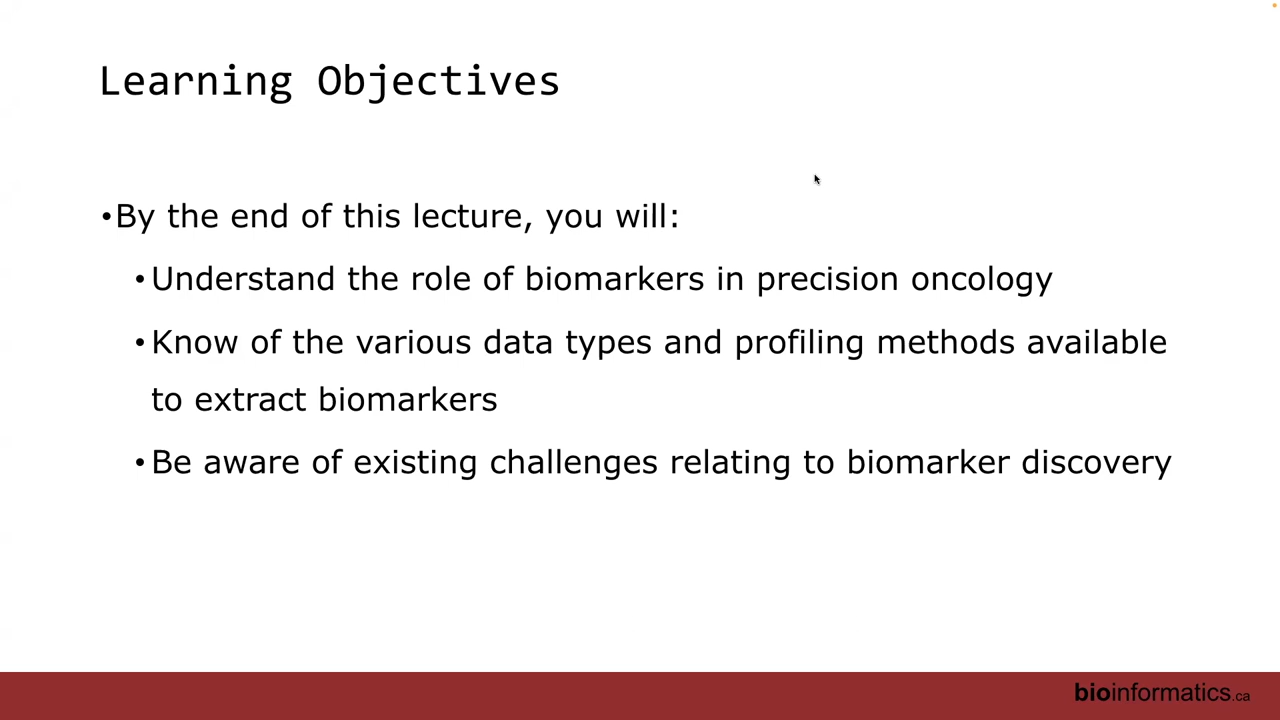 Learning Objectives
•By the end of this lecture, you will:
•Understand the role of biomarkers in precision oncology
•Know of the various data types and profiling methods available
to extract biomarkers
•Be aware of existing challenges relating to biomarker discovery
bioinformatics.ca